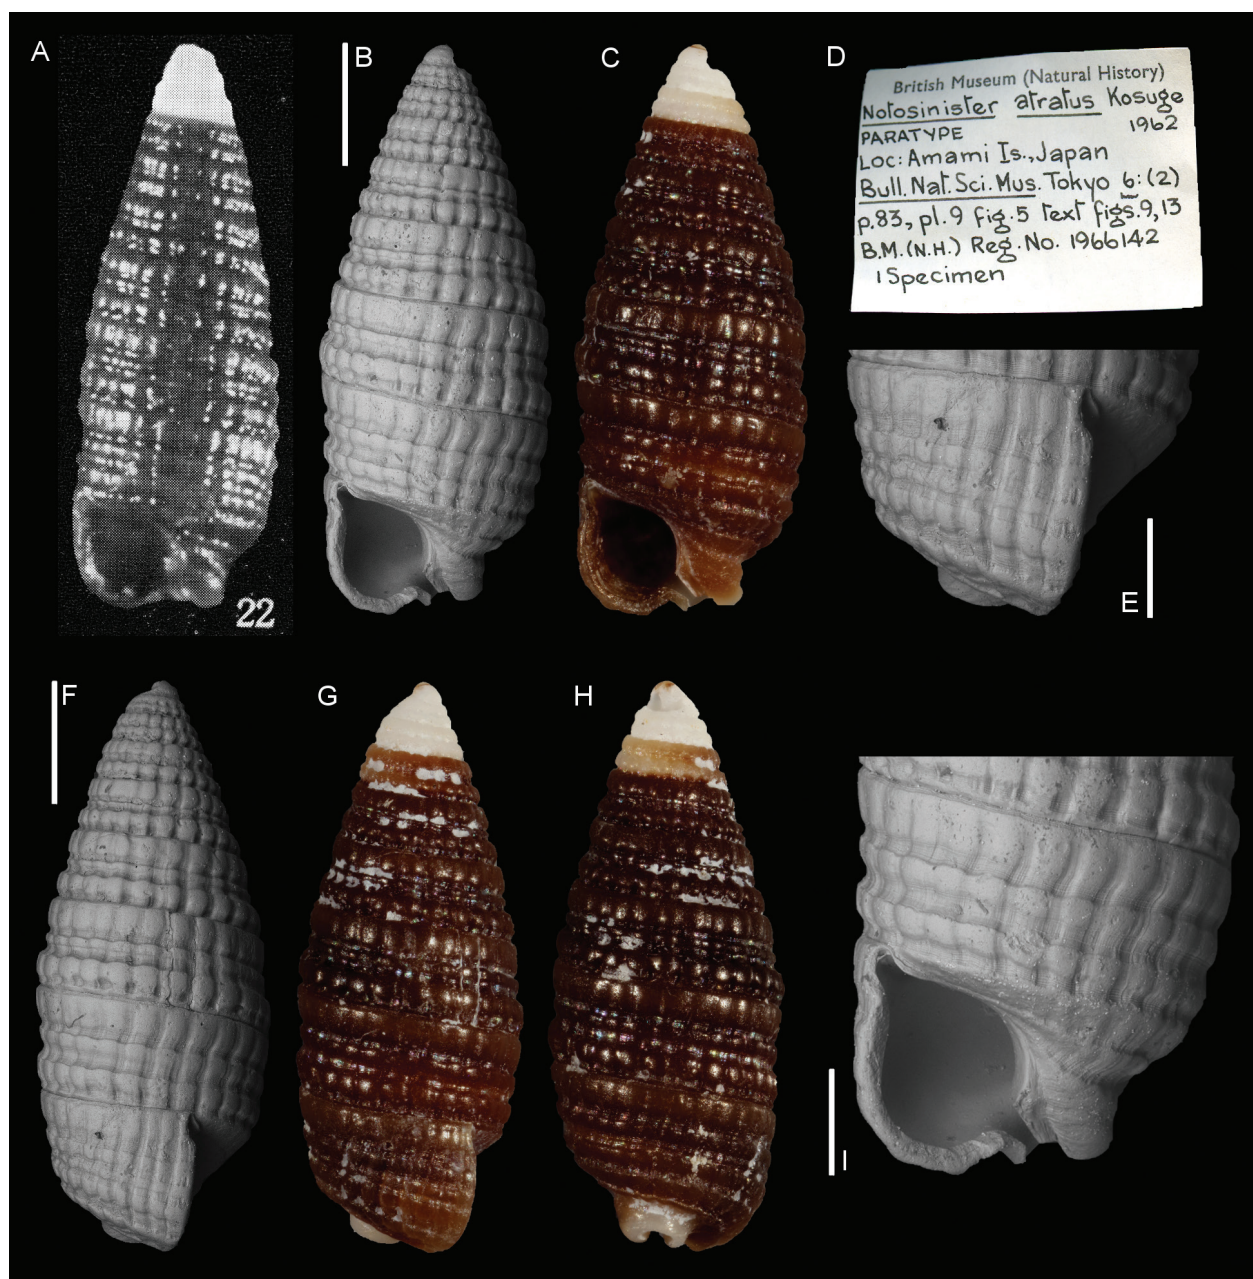 A
B
C
D
British Museum (Natural History)
Notosinister atratus Kosuge
1962
PARATYPE
Loc: Amami Is., Japan
Bull. Nat. Sci. Mus. Tokyo 6: (2)
p.83, pl.9 fig.5 text figs.9,13
B.M.(N.H.) Reg. No. 1966142
1 Specimen
22
E
F
G
H
I